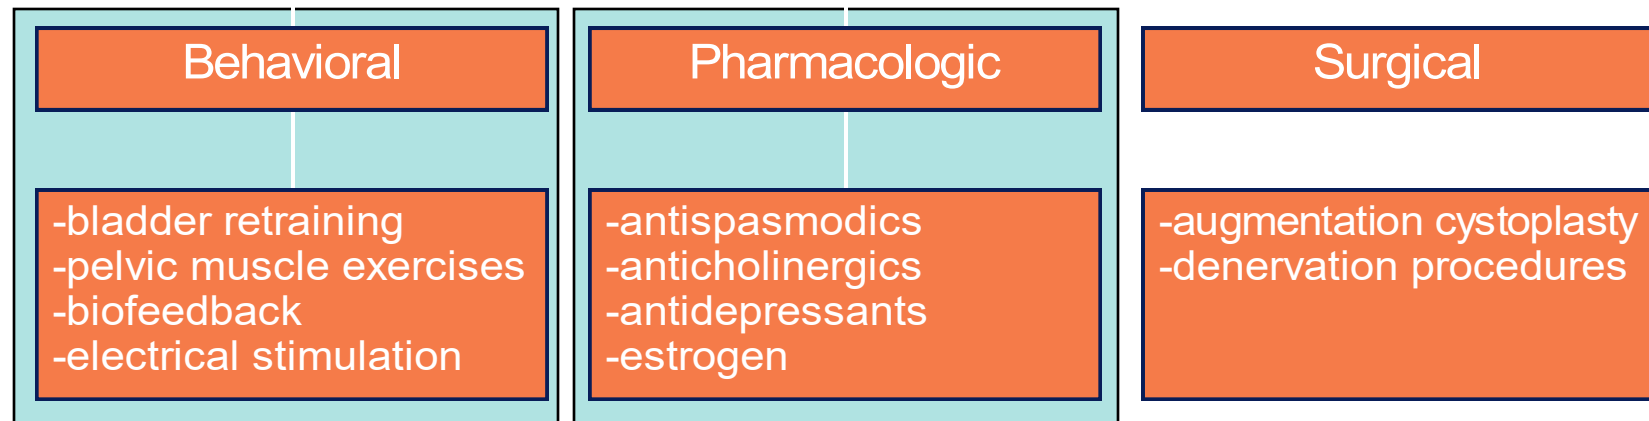 Behavioral
-bladder retraining
-pelvic muscle exercises
-biofeedback
-electrical stimulation
Pharmacologic
-antispasmodics
-anticholinergics
-antidepressants
-estrogen
Surgical
-augmentation cystoplasty
-denervation procedures